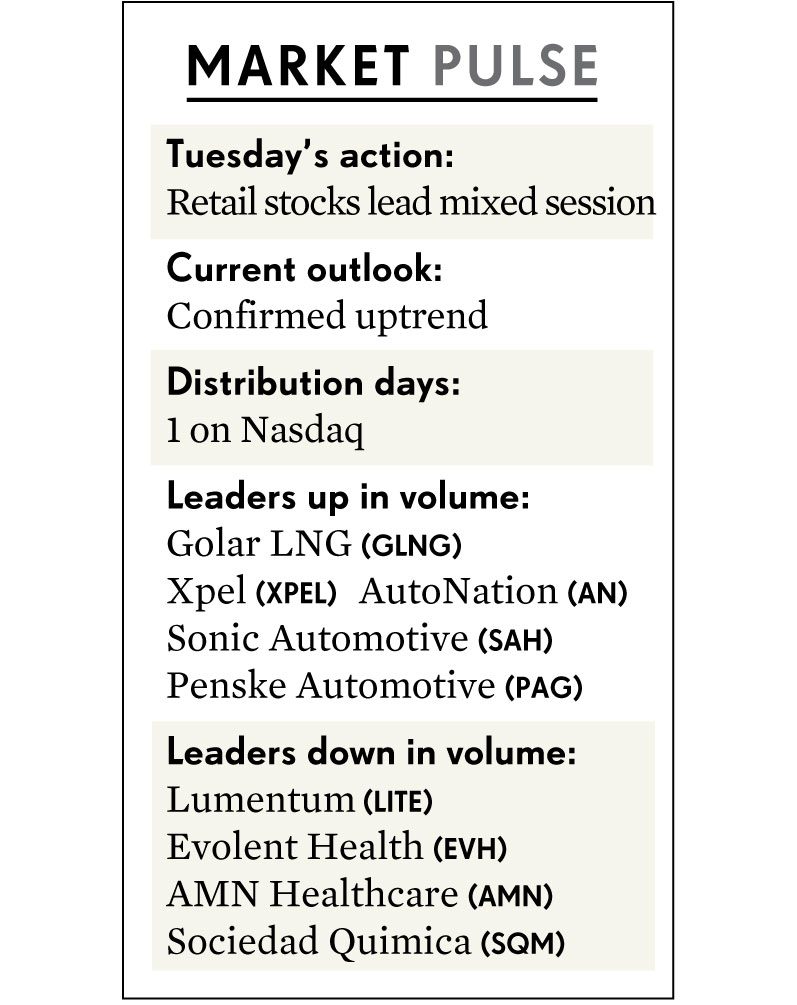 MARKET PULSE
Tuesday’s action:
Retail stocks lead mixed session
Current outlook:
Confirmed uptrend
Distribution days:
1 on Nasdaq
Leaders up in volume:
Golar LNG (GLNG)
Xpel (XPEL) AutoNation (AN)
Sonic Automotive (SAH)
Penske Automotive (PAG)
Leaders down in volume:
Lumentum (LITE)
Evolent Health (EVH)
AMN Healthcare (AMN)
Sociedad Quimica (SQM)